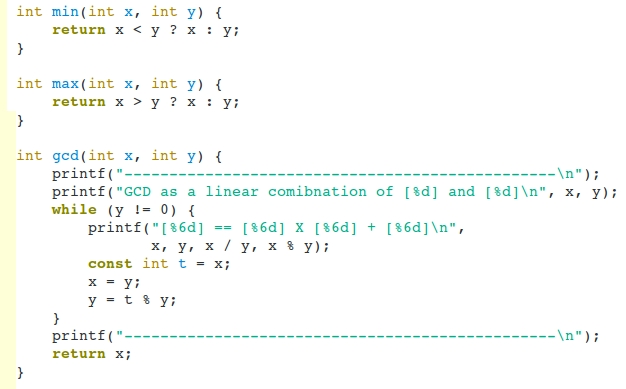 int min(int x, int y) {
    return x < y ? x : y;
}

int max(int x, int y) {
    return x > y ? x : y;
}

int gcd(int x, int y) {
    printf("------------------------------------------------\n");
    printf("GCD as a linear comibnation of [%d] and [%d]\n", x, y);
    while (y != 0) {
        printf("[%6d] == [%6d] X [%6d] + [%6d]\n",
               x, y, x / y, x % y);
        const int t = x;
        x = y;
        y = t % y;
    }
    printf("------------------------------------------------\n");
    return x;
}